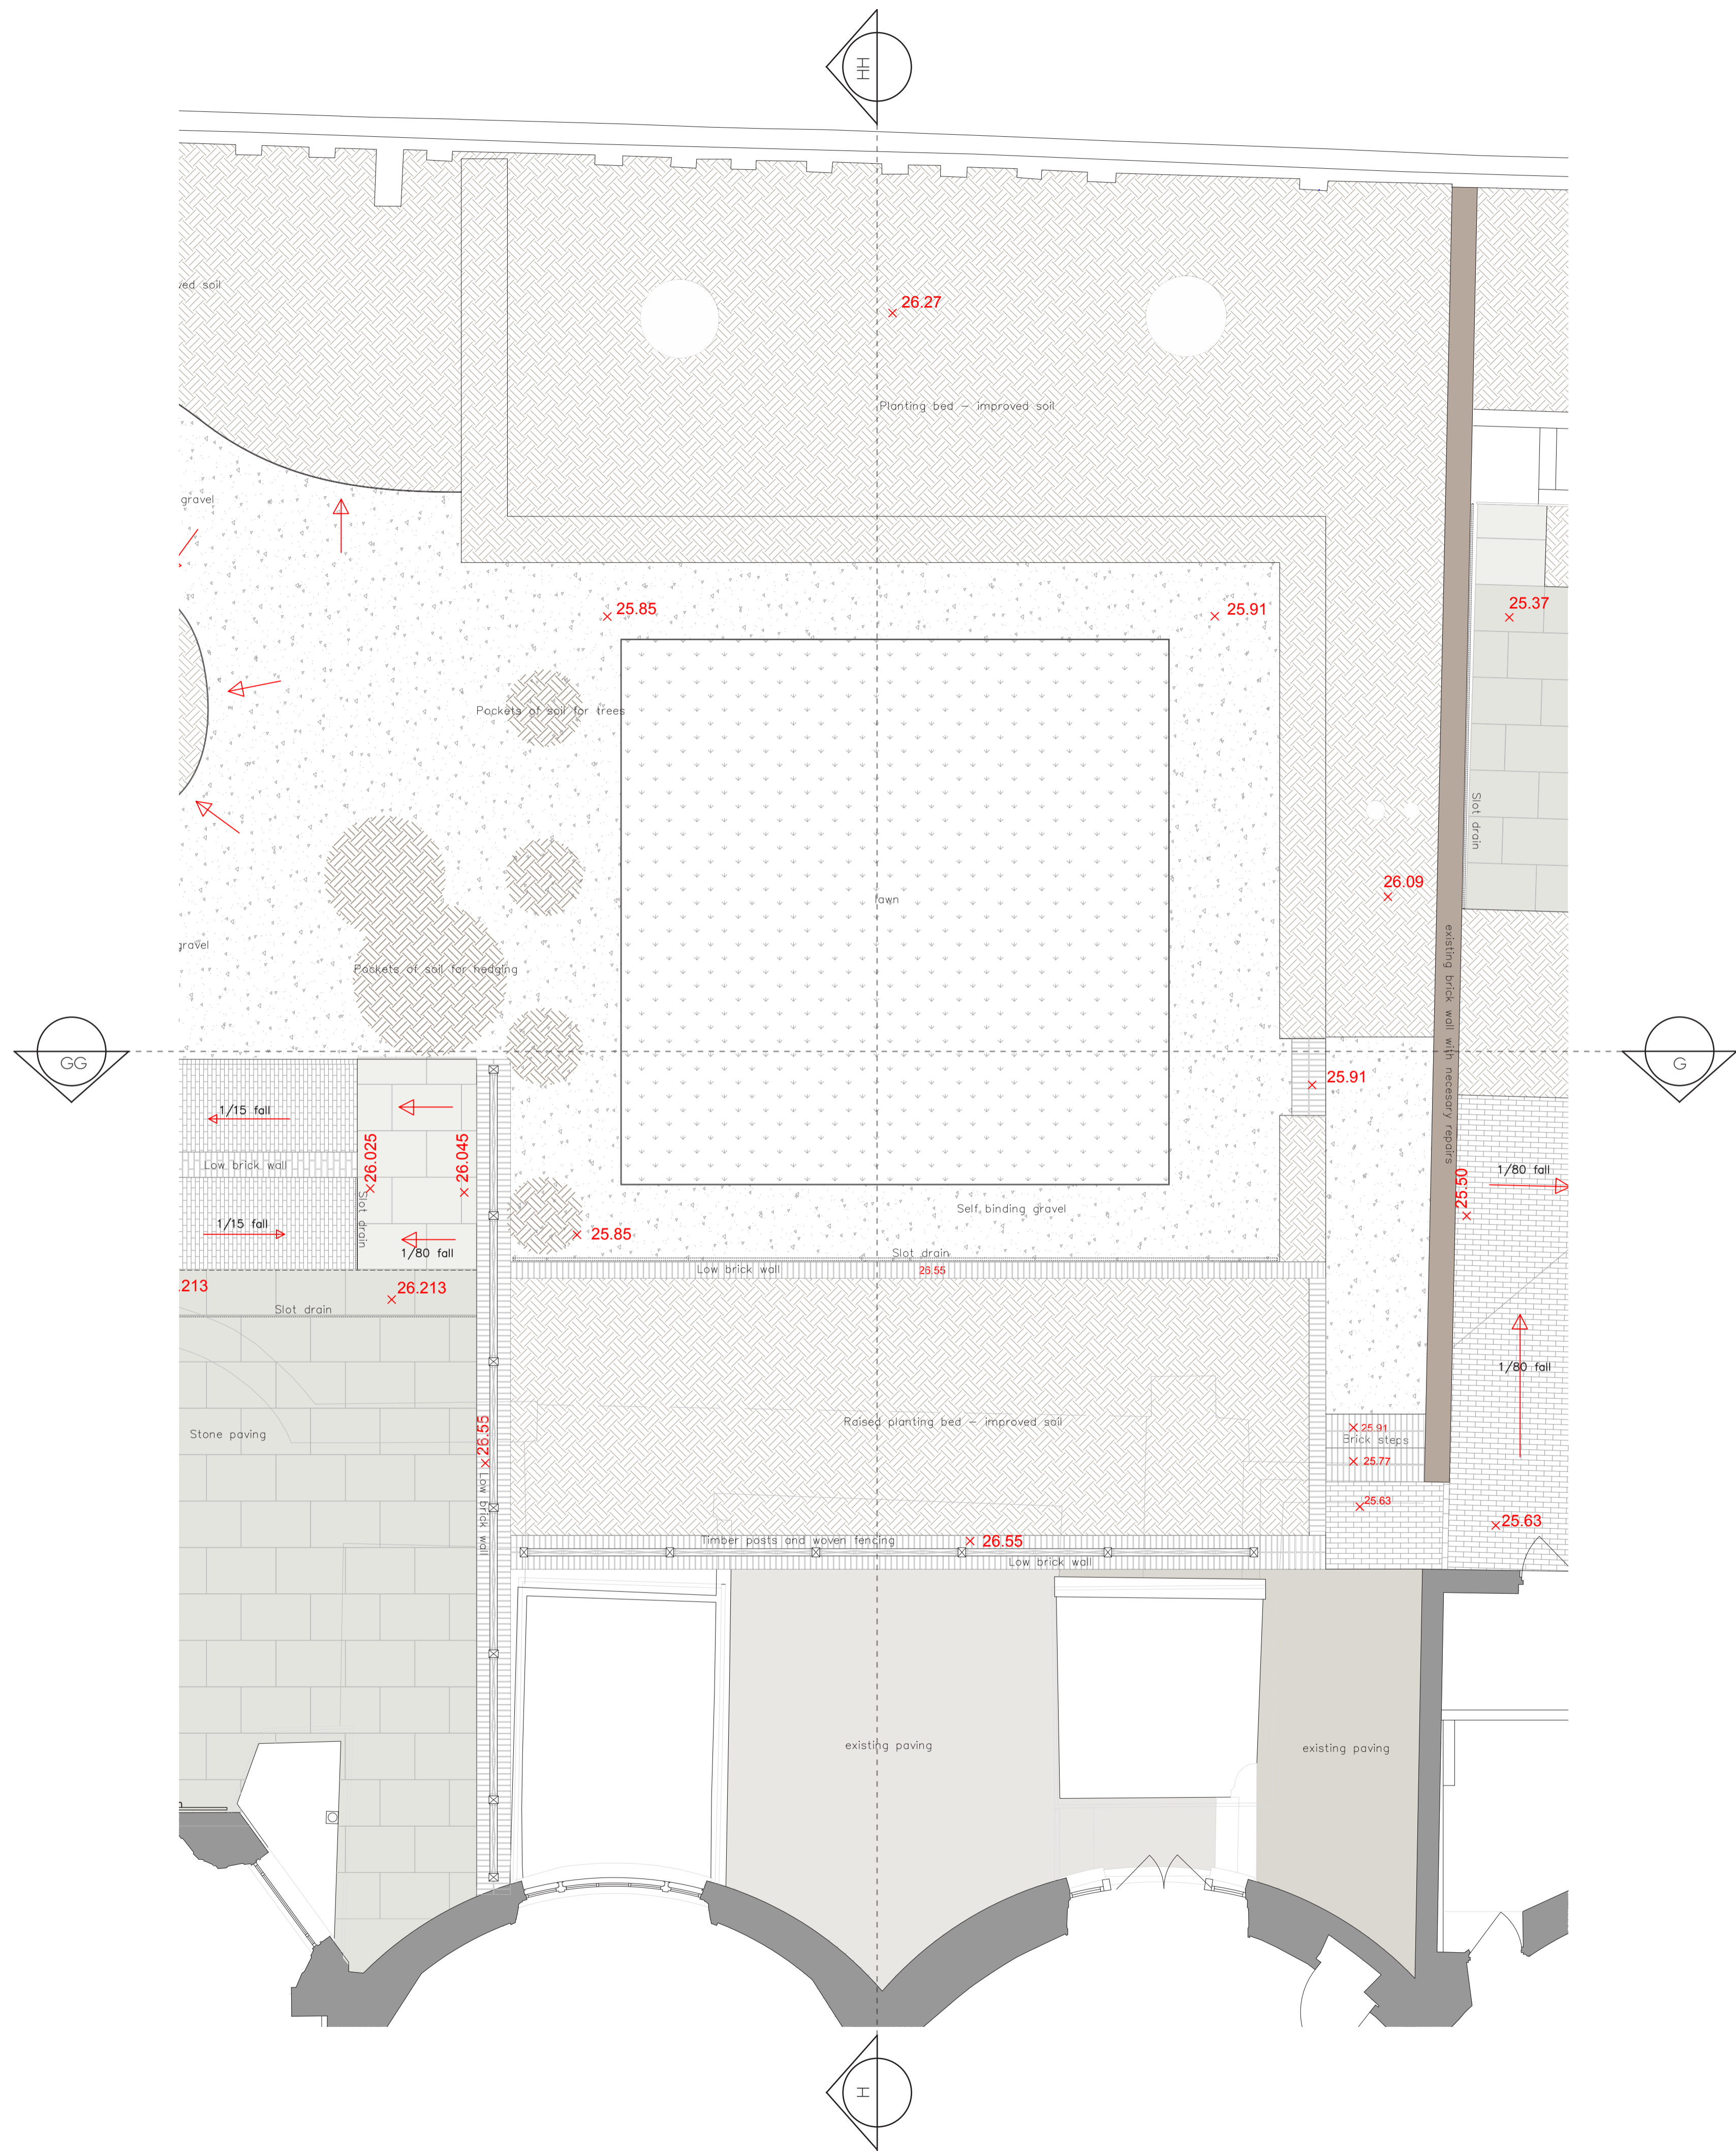 HH
ved soil
26.27
Planting bed – improved soil
gravel
25.85
25.91
25.37
Pockets of soil for trees
Slot drain
26.09
lawn
existing brick wall with necesary repairs
gravel
Pockets of soil for hedging
GG
G
25.91
1/15 fall
26.025
26.045
Low brick wall
1/80 fall
25.50
Slot drain
1/15 fall
Self binding gravel
25.85
1/80 fall
Slot drain
Low brick wall
26.55
.213
26.213
Slot drain
1/80 fall
Raised planting bed – improved soil
Stone paving
26.55
Low brick wall
25.91
Brick steps
25.77
25.63
25.63
Timber posts and woven fencing
26.55
Low brick wall
existing paving
existing paving
H